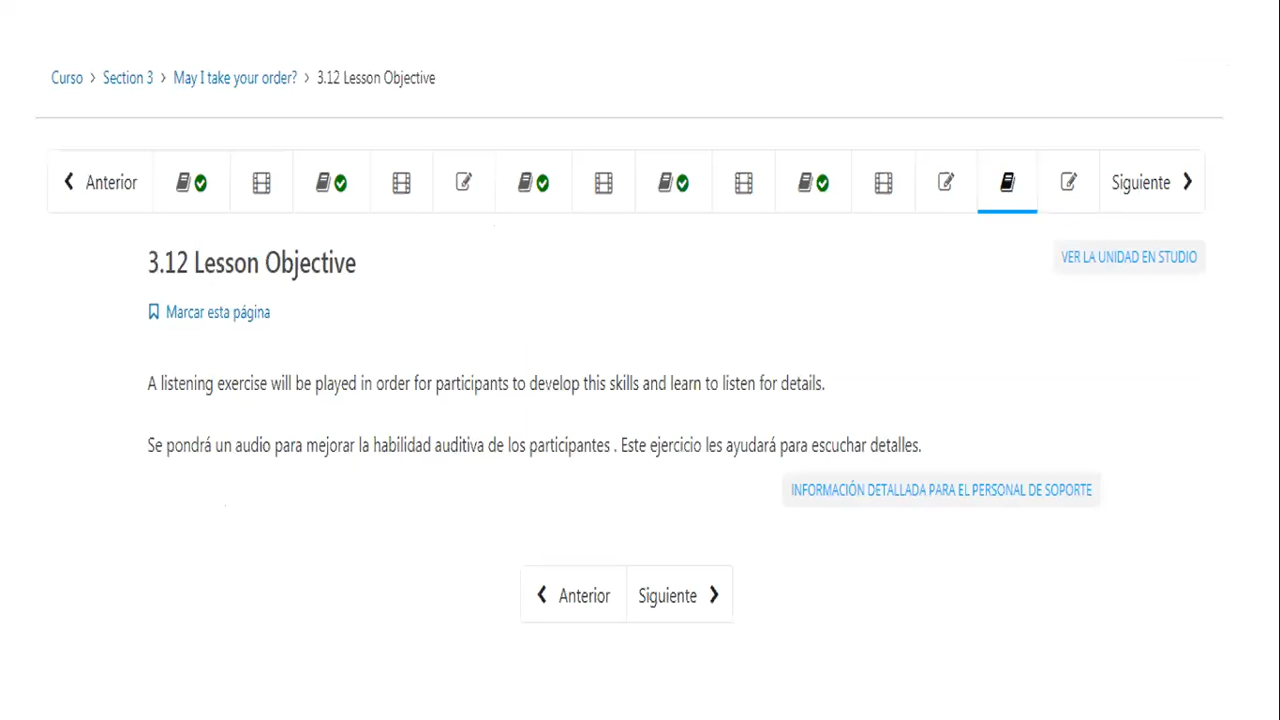 Curso > Section 3 > May I take your order? > 3.12 Lesson Objective
Anterior
Siguiente
3.12 Lesson Objective
VER LA UNIDAD EN STUDIO
Marcar esta página
A listening exercise will be played in order for participants to develop this skills and learn to listen for details.
Se pondrá un audio para mejorar la habilidad auditiva de los participantes . Este ejercicio les ayudará para escuchar detalles.
INFORMACIÓN DETALLADA PARA EL PERSONAL DE SOPORTE
Anterior
Siguiente